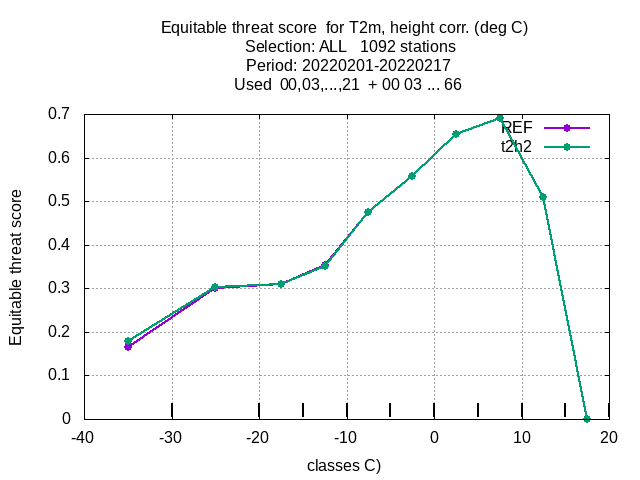 Equitable threat score  for T2m, height corr. (deg C)
Selection: ALL   1092 stations
Period: 20220201-20220217
Used  00,03,...,21  + 00 03 ... 66
REF
t2h2
Equitable threat score
0.7
0.6
0.5
0.4
0.3
0.2
0.1
0
-40 -30 -20 -10 0 10 20
classes C)